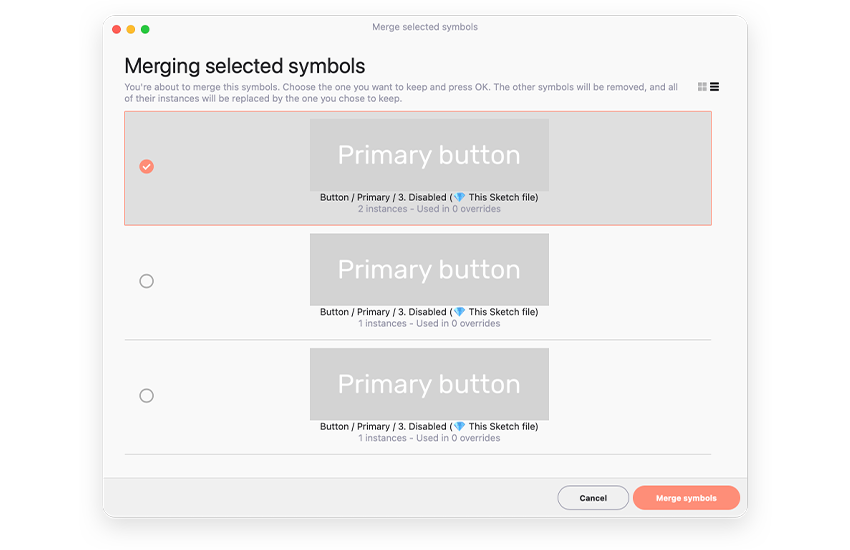 Merge selected symbols
Merging selected symbols
You're about to merge this symbols. Choose the one you want to keep and press OK. The other symbols will be removed, and all
of their instances will be replaced by the one you chose to keep.
Primary button
Button / Primary / 3. Disabled (💎 This Sketch file)
2 instances - Used in 0 overrides
Primary button
Button / Primary / 3. Disabled (💎 This Sketch file)
1 instances - Used in 0 overrides
Primary button
Button / Primary / 3. Disabled (💎 This Sketch file)
1 instances - Used in 0 overrides
Cancel
Merge symbols